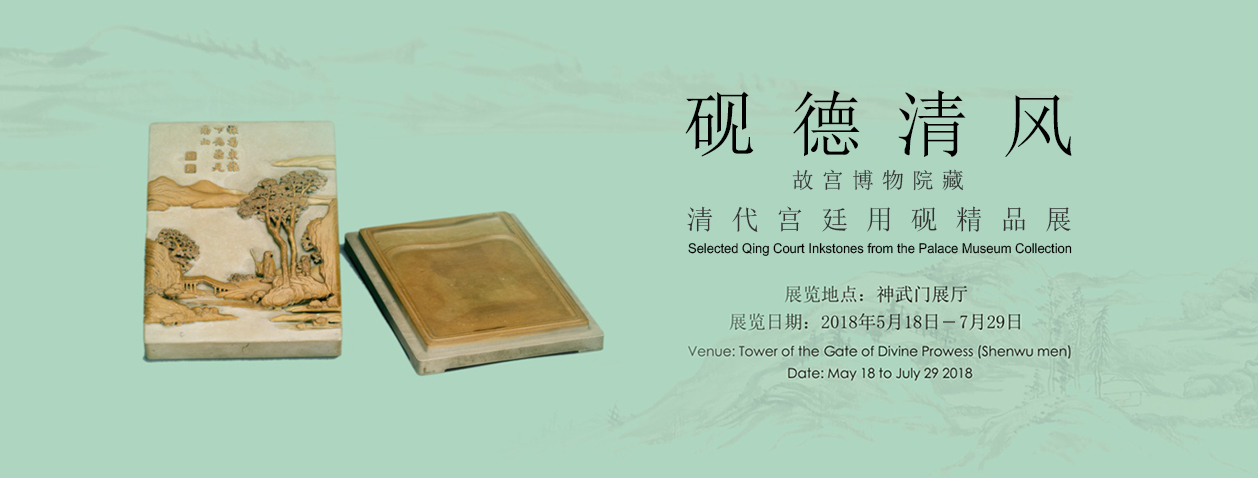 砚德清风
故宫博物院藏
清代宫廷用砚精品展
Selected Qing Court Inkstones from the Palace Museum Collection
展览地点：神武门展厅
展览日期：2018年5月18日－7月29日
Venue: Tower of the Gate of Divine Prowess (Shenwu men)
Date: May 18 to July 29 2018